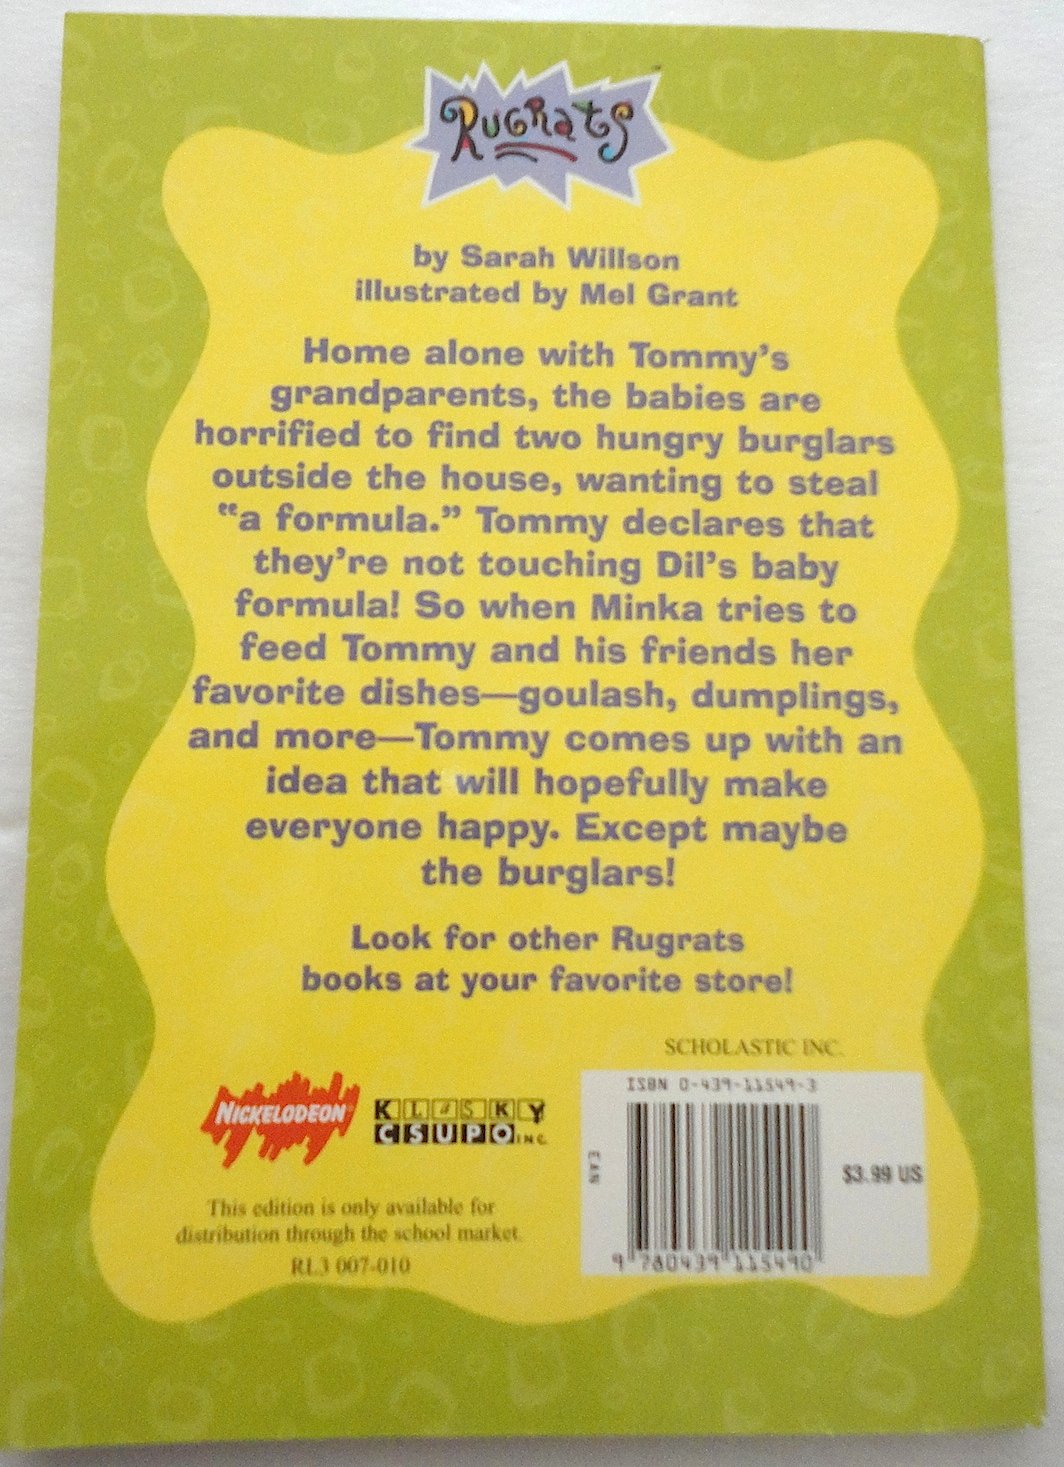 RugRats™
by Sarah Willson
illustrated by Mel Grant
Home alone with Tommy's
grandparents, the babies are
horrified to find two hungry burglars
outside the house, wanting to steal
“a formula.” Tommy declares that
they're not touching Dil's baby
formula! So when Minka tries to
feed Tommy and his friends her
favorite dishes—goulash, dumplings,
and more—Tommy comes up with an
idea that will hopefully make
everyone happy. Except maybe
the burglars!
Look for other Rugrats
books at your favorite store!
SCHOLASTIC INC.
ISBN 0-439-11549-3
EAN
$3.99 US
9 780439 115490
NICKELODEON
KLASKY
CSUPO INC.
This edition is only available for
distribution through the school market.
RL3 007-010